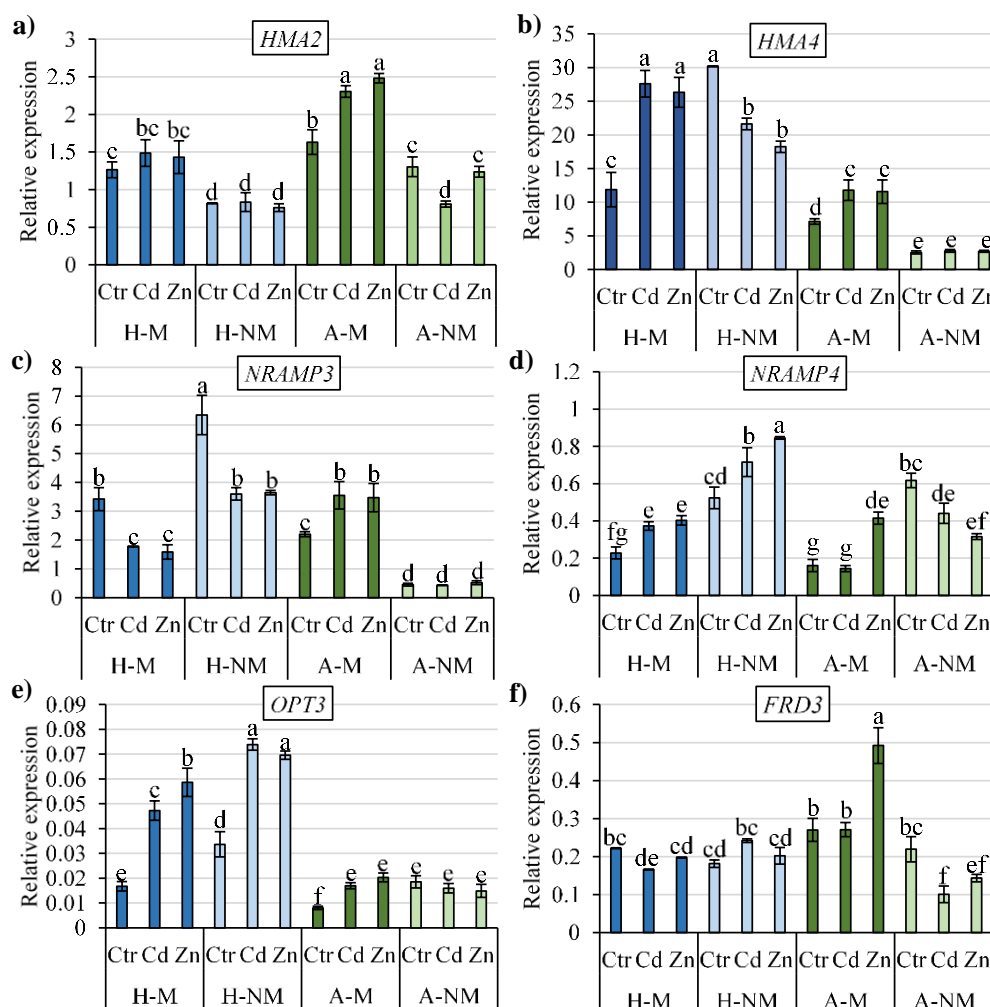 a)
HMA2
Relative expression
3
2.5
2
1.5
1
0.5
0
c bc bc d d d b a a c d c
Ctr Cd Zn Ctr Cd Zn Ctr Cd Zn Ctr Cd Zn
H-M H-NM A-M A-NM
b)
HMA4
Relative expression
35
30
25
20
15
10
5
0
c a a a b b d c c e e e
Ctr Cd Zn Ctr Cd Zn Ctr Cd Zn Ctr Cd Zn
H-M H-NM A-M A-NM
c)
NRAMP3
Relative expression
8
7
6
5
4
3
2
1
0
b c c a b b c b b d d d
Ctr Cd Zn Ctr Cd Zn Ctr Cd Zn Ctr Cd Zn
H-M H-NM A-M A-NM
d)
NRAMP4
Relative expression
1.2
1
0.8
0.6
0.4
0.2
0
fg e e cd b a g g de bc de ef
Ctr Cd Zn Ctr Cd Zn Ctr Cd Zn Ctr Cd Zn
H-M H-NM A-M A-NM
e)
OPT3
Relative expression
0.09
0.08
0.07
0.06
0.05
0.04
0.03
0.02
0.01
0
e c b d a a f e e e e e
Ctr Cd Zn Ctr Cd Zn Ctr Cd Zn Ctr Cd Zn
H-M H-NM A-M A-NM
f)
FRD3
Relative expression
0.6
0.5
0.4
0.3
0.2
0.1
0
bc de cd cd bc cd b b a bc f ef
Ctr Cd Zn Ctr Cd Zn Ctr Cd Zn Ctr Cd Zn
H-M H-NM A-M A-NM